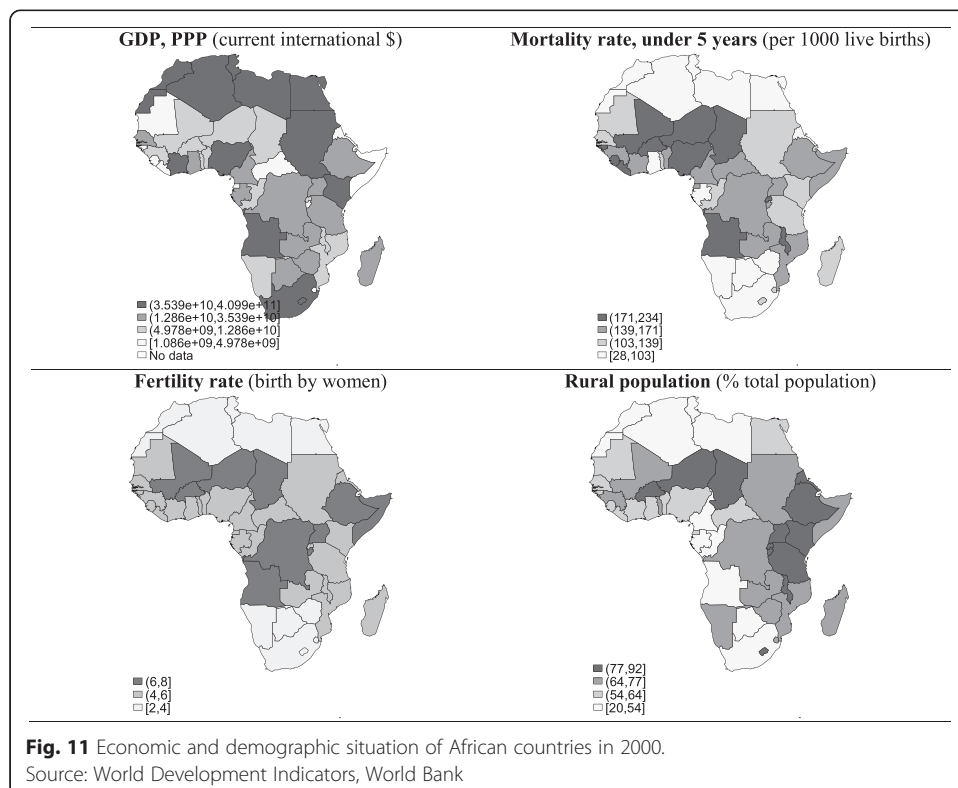 GDP, PPP (current international $)
(3.539e+10,4.099e+11]
(1.286e+10,3.539e+10]
(4.978e+09,1.286e+10]
[1.086e+09,4.978e+09]
No data
Mortality rate, under 5 years (per 1000 live births)
(171,234]
(139,171]
(103,139]
[28,103]
Fertility rate (birth by women)
(6,8]
(4,6]
[2,4]
Rural population (% total population)
(77,92]
(64,77]
(54,64]
[20,54]
Fig. 11 Economic and demographic situation of African countries in 2000.
Source: World Development Indicators, World Bank